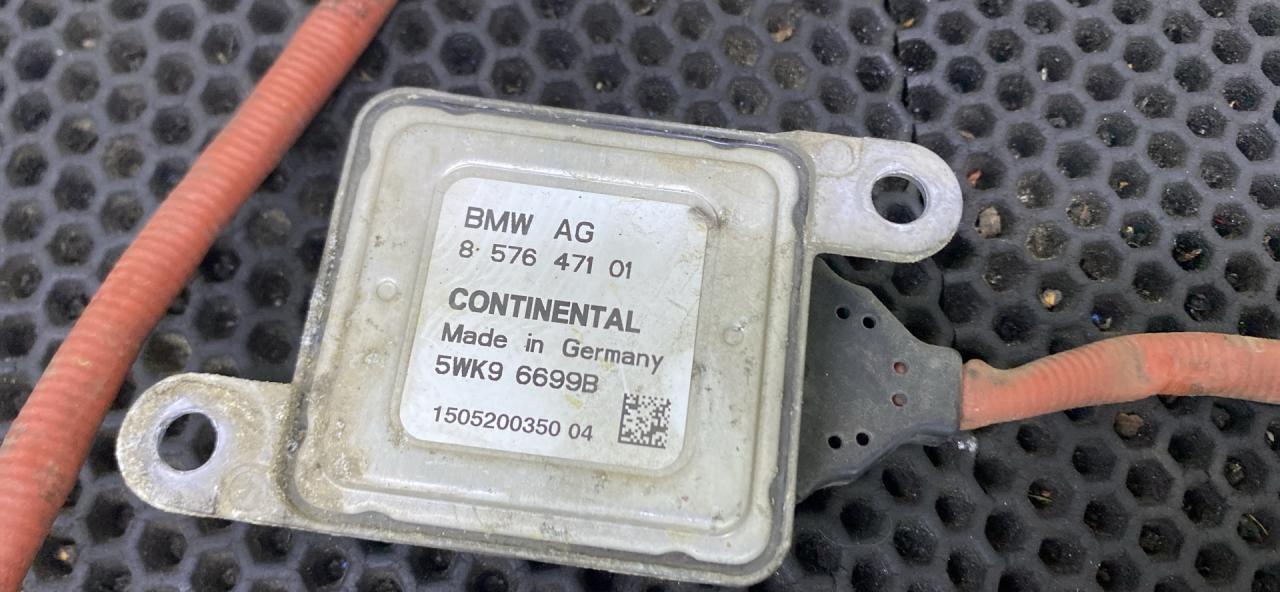 BMW AG
8 576 471 01
CONTINENTAL
Made in Germany
5WK9 6699B
1505200350 04